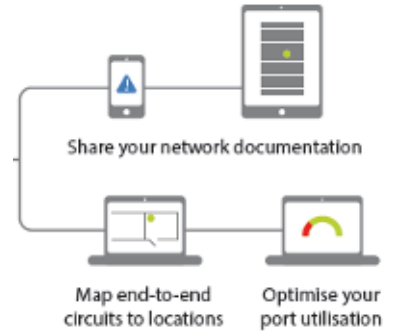 Share your network documentation
Map end-to-end
circuits to locations
Optimise your
port utilisation